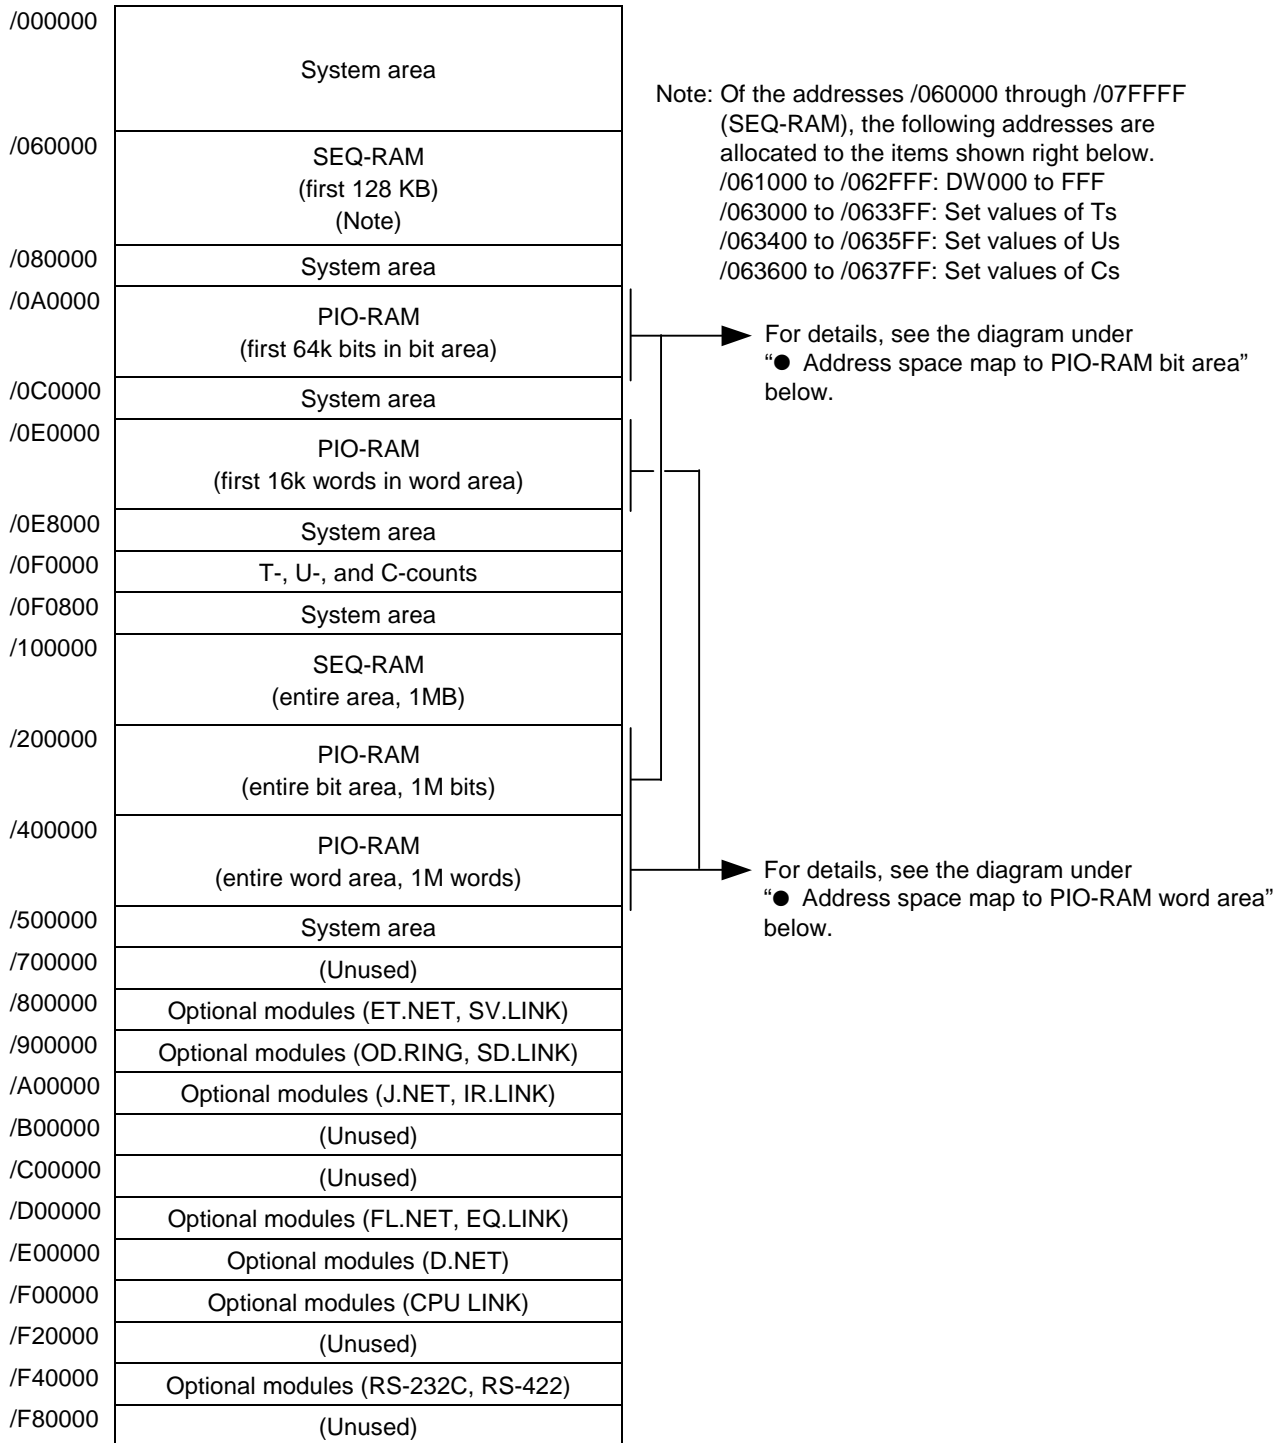 /000000
System area
/060000
SEQ-RAM
(first 128 KB)
(Note)
/080000
System area
/0A0000
PIO-RAM
(first 64k bits in bit area)
/0C0000
System area
/0E0000
PIO-RAM
(first 16k words in word area)
/0E8000
System area
/0F0000
T-, U-, and C-counts
/0F0800
System area
/100000
SEQ-RAM
(entire area, 1MB)
/200000
PIO-RAM
(entire bit area, 1M bits)
/400000
PIO-RAM
(entire word area, 1M words)
/500000
System area
/700000
(Unused)
/800000
Optional modules (ET.NET, SV.LINK)
/900000
Optional modules (OD.RING, SD.LINK)
/A00000
Optional modules (J.NET, IR.LINK)
/B00000
(Unused)
/C00000
(Unused)
/D00000
Optional modules (FL.NET, EQ.LINK)
/E00000
Optional modules (D.NET)
/F00000
Optional modules (CPU LINK)
/F20000
(Unused)
/F40000
Optional modules (RS-232C, RS-422)
/F80000
(Unused)
Note: Of the addresses /060000 through /07FFFF
(SEQ-RAM), the following addresses are
allocated to the items shown right below.
/061000 to /062FFF: DW000 to FFF
/063000 to /0633FF: Set values of Ts
/063400 to /0635FF: Set values of Us
/063600 to /0637FF: Set values of Cs
For details, see the diagram under
“● Address space map to PIO-RAM bit area”
below.
For details, see the diagram under
“● Address space map to PIO-RAM word area”
below.